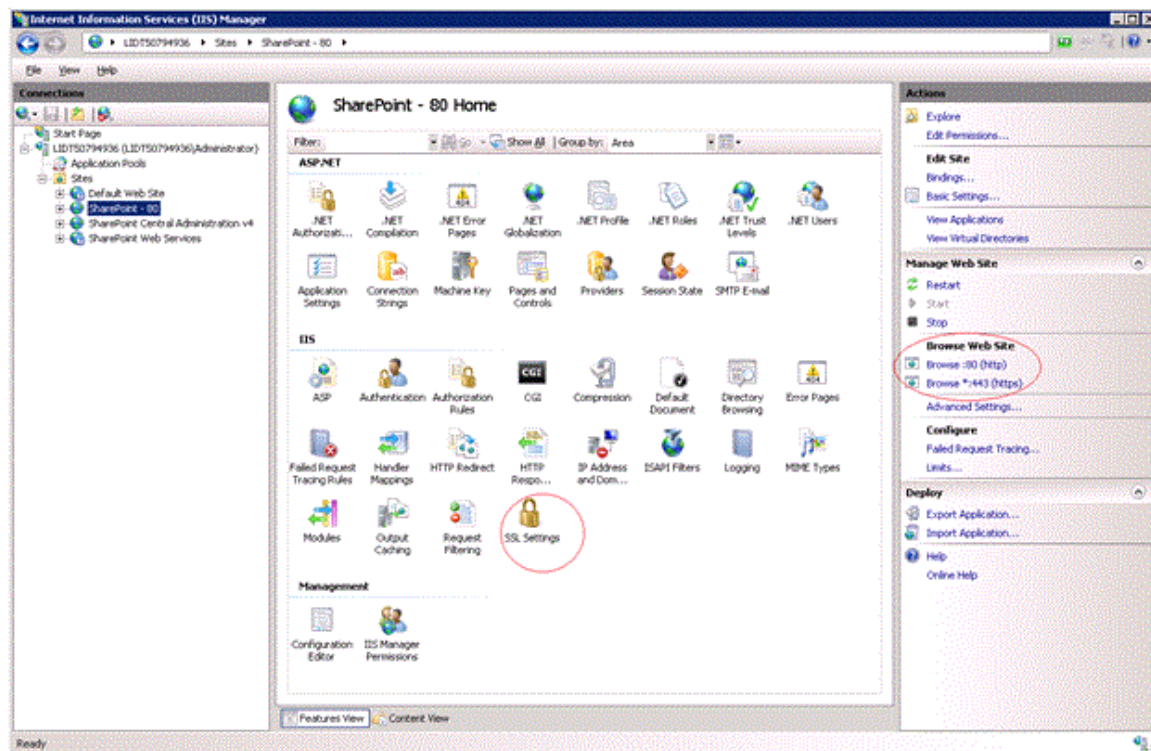 Internet Information Services (IIS) Manager
LIDT50794936 Sites SharePoint - 80
File View Help
Connections
Start Page
LIDT50794936 (LIDT50794936\Administrator)
Application Pools
Sites
Default Web Site
SharePoint - 80
SharePoint Central Administration v4
SharePoint Web Services
SharePoint - 80 Home
Filter: Go Show All Group by: Area
ASP.NET
.NET Authorizati...
.NET Compilation
.NET Error Pages
.NET Globalization
.NET Profile
.NET Roles
.NET Trust Levels
.NET Users
Application Settings
Connection Strings
Machine Key
Pages and Controls
Providers
Session State
SMTP E-mail
IIS
ASP
Authentication
Authorization Rules
CGI
CGI
Compression
Default Document
Directory Browsing
404
Error Pages
Failed Request Tracing Rules
Handler Mappings
HTTP Redirect
HTTP Respo...
IP Address and Dom...
ISAPI Filters
Logging
MIME Types
Modules
Output Caching
Request Filtering
SSL Settings
Management
Configuration Editor
IIS Manager Permissions
Features View Content View
Actions
Explore
Edit Permissions...
Edit Site
Bindings...
Basic Settings...
View Applications
View Virtual Directories
Manage Web Site
Restart
Start
Stop
Browse Web Site
Browse :80 (http)
Browse *:443 (https)
Advanced Settings...
Configure
Failed Request Tracing...
Limits...
Deploy
Export Application...
Import Application...
Help
Online Help
Ready